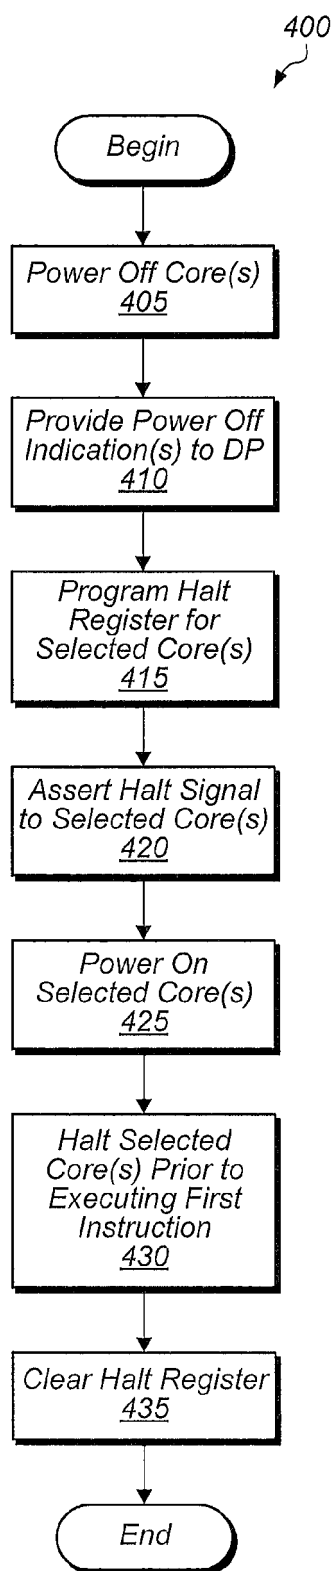 400
Begin
Power Off Core(s)
405
Provide Power Off
Indication(s) to DP
410
Program Halt
Register for
Selected Core(s)
415
Assert Halt Signal
to Selected Core(s)
420
Power On
Selected Core(s)
425
Halt Selected
Core(s) Prior to
Executing First
Instruction
430
Clear Halt Register
435
End